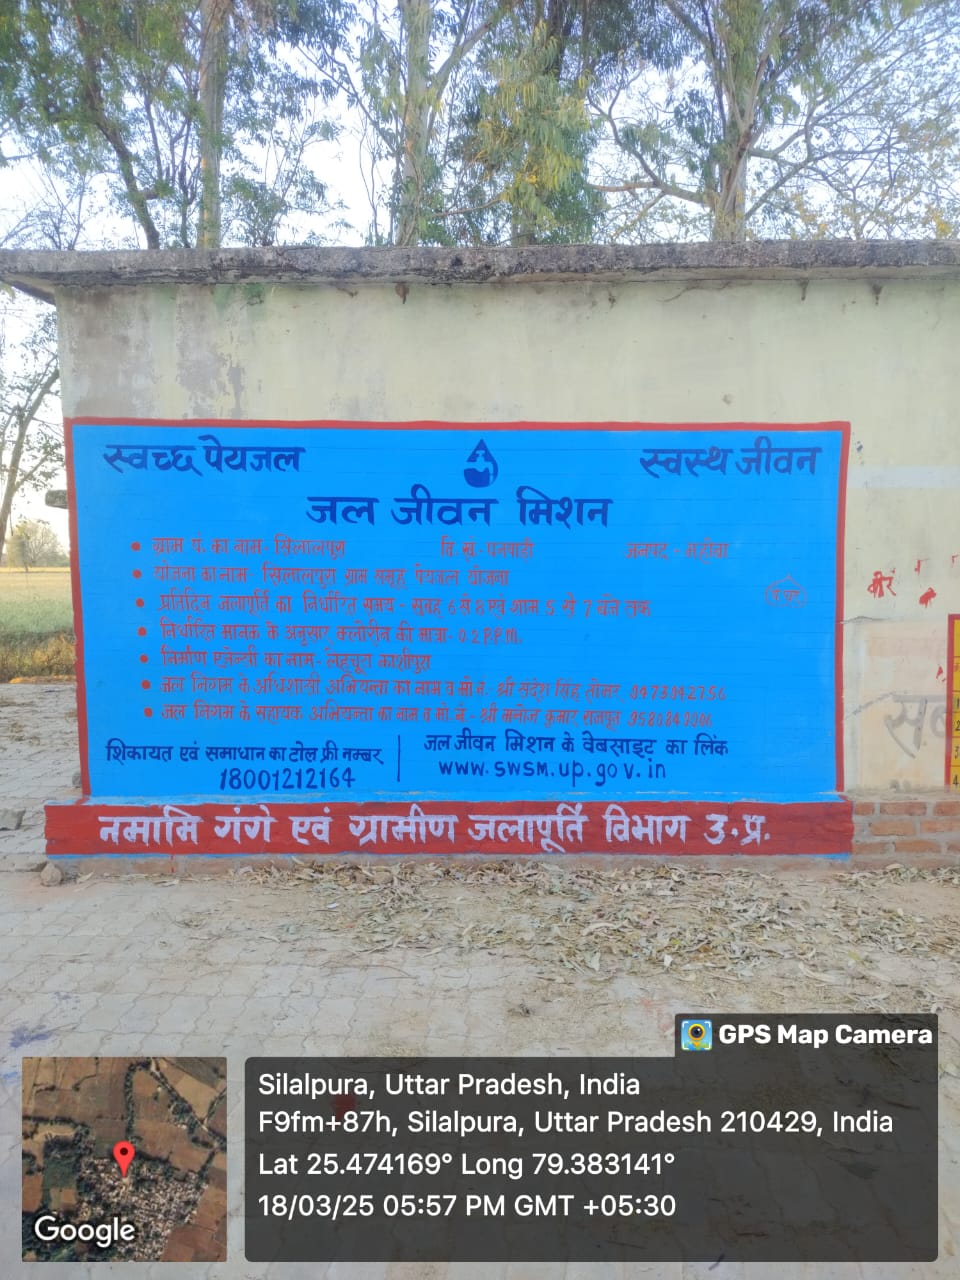 स्वच्छ पेयजल स्वस्थ जीवन
जल जीवन मिशन
• ग्राम पं. का नाम- सिलालपुरा वि. खं.- पनवाड़ी जनपद - महोबा
• योजना का नाम सिलालपुरा ग्राम समूह पेयजल योजना
• प्रतिदिन जलापूर्ति का निर्धारित समय - सुबह 6 से 8 एवं शाम 5 से 7 बजे तक
• निर्धारित मानक के अनुसार क्लोरीन की मात्रा- 0.2 P.P.M.
• निर्माण एजेन्सी का नाम- लहचूरा काशीपुरा
• जल निगम के अधिशासी अभियन्ता का नाम व मो. नं. श्री संदेश सिंह तोमर,
• जल निगम के सहायक अभियन्ता का नाम व मो. नं.- श्री मनोज कुमार राजपूत
शिकायत एवं समाधान का टोल फ्री नम्बर
18001212164
जल जीवन मिशन के वेबसाइट का लिंक
www.swsm.up.gov.in
नमामि गंगे एवं ग्रामीण जलापूर्ति विभाग उ.प्र.
GPS Map Camera
Silalpura, Uttar Pradesh, India
F9fm+87h, Silalpura, Uttar Pradesh 210429, India
Lat 25.474169° Long 79.383141°
18/03/25 05:57 PM GMT +05:30
Google